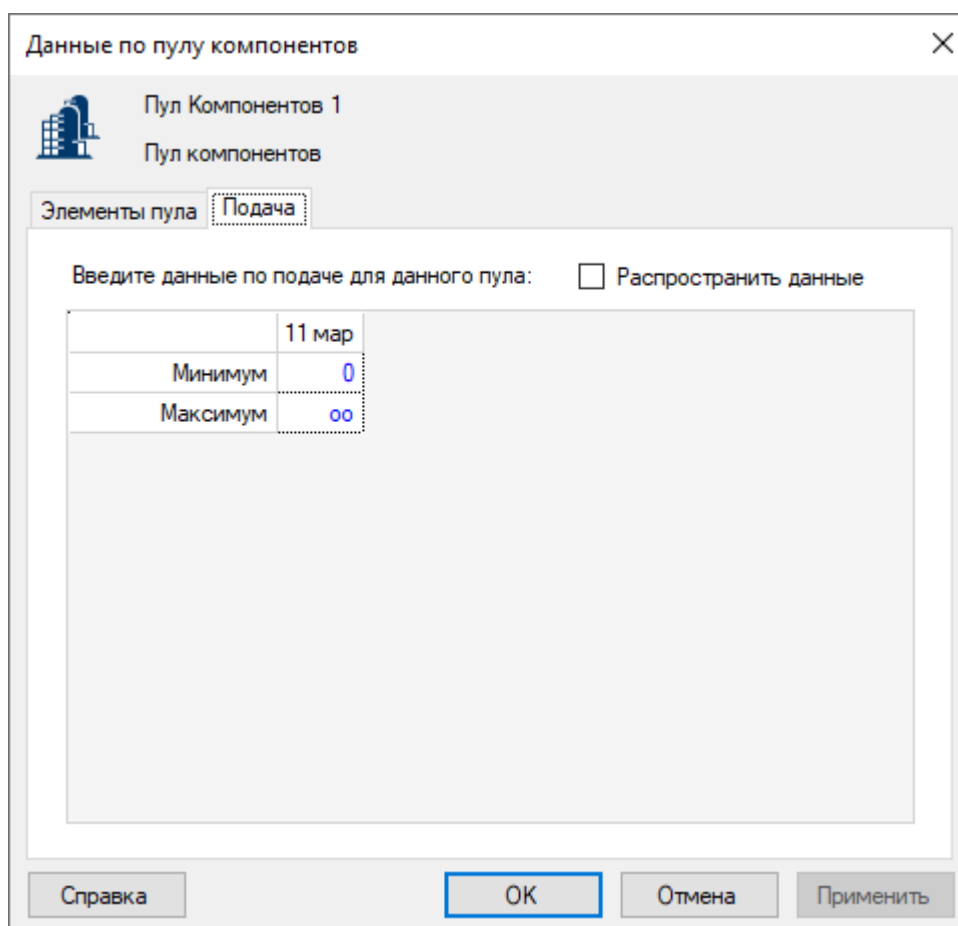 Данные по пулу компонентов
Пул Компонентов 1
Пул компонентов
Элементы пула Подача
Введите данные по подаче для данного пула: Распространить данные
11 мар
Минимум 0
Максимум oo
Справка OK Отмена Применить